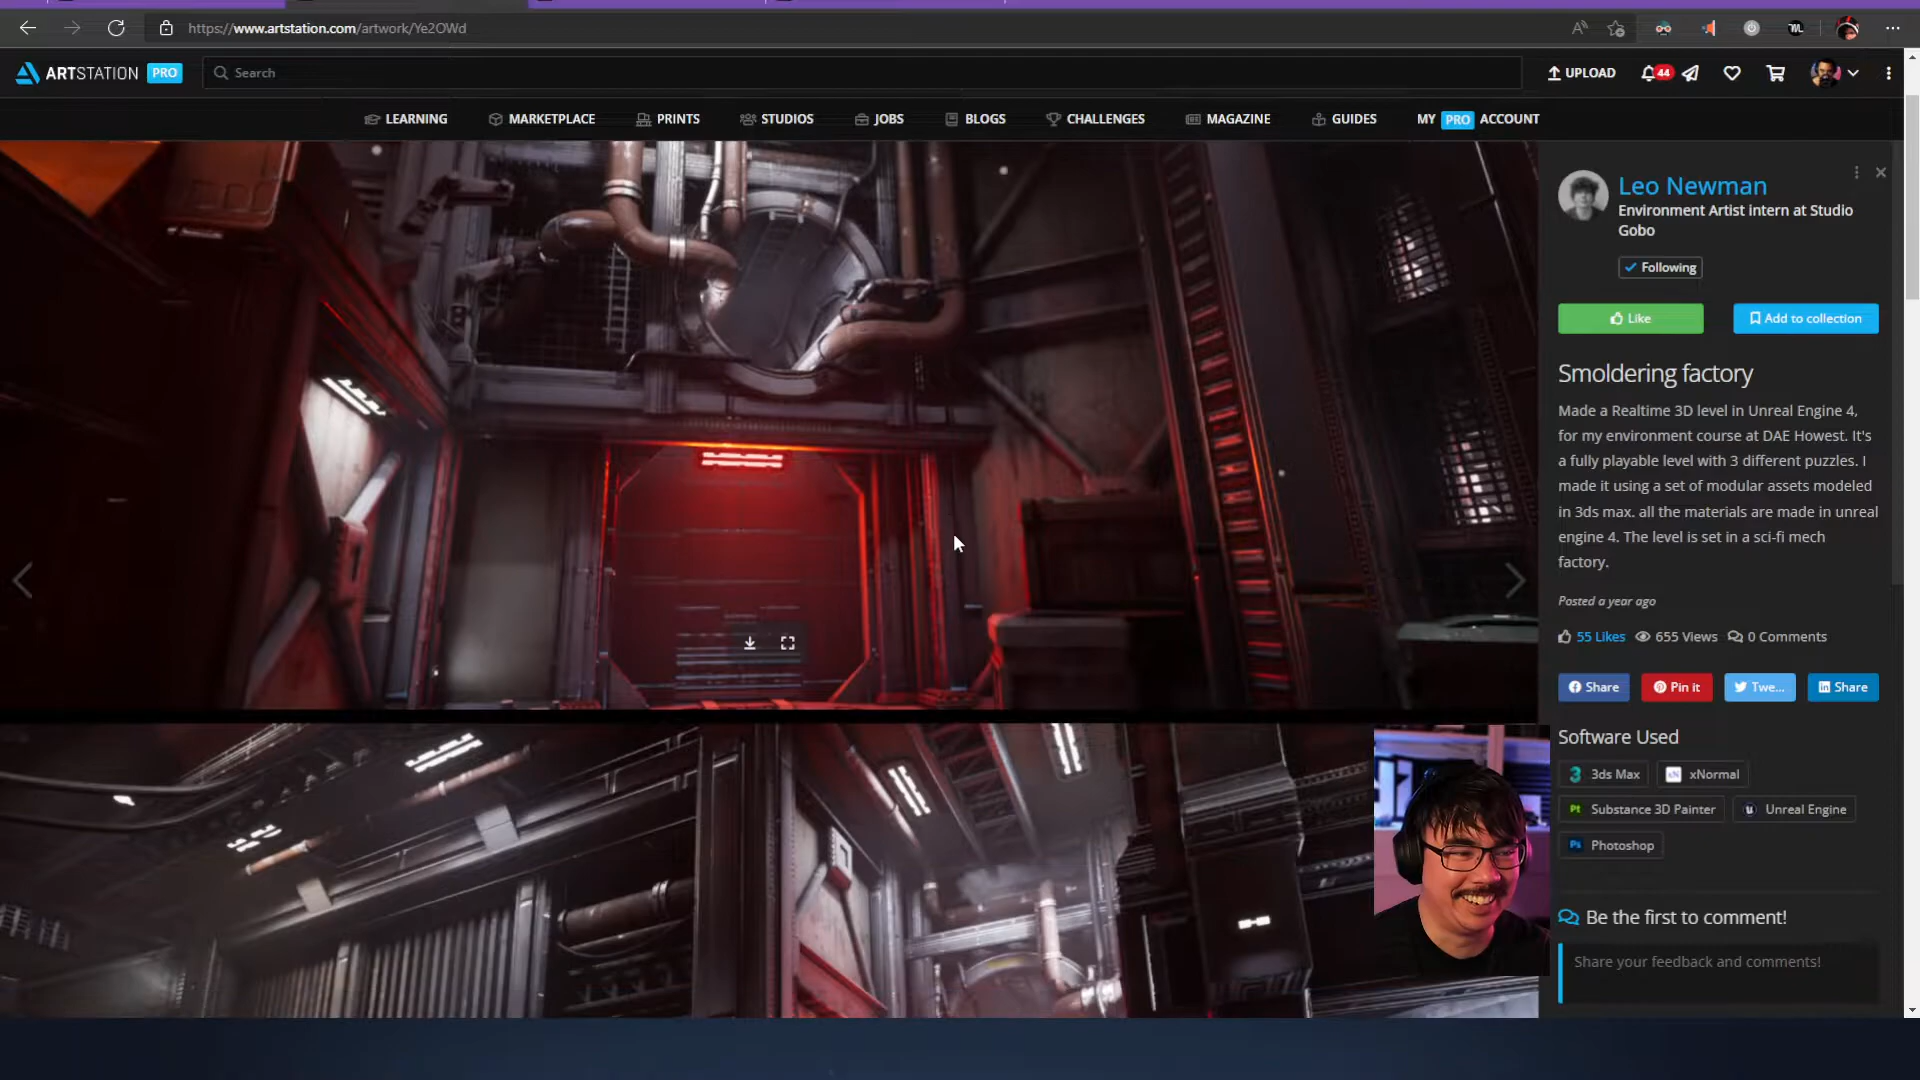 https://www.artstation.com/artwork/Ye2OWd
ARTSTATION PRO
Search
UPLOAD
44
LEARNING
MARKETPLACE
PRINTS
STUDIOS
JOBS
BLOGS
CHALLENGES
MAGAZINE
GUIDES
MY PRO ACCOUNT
Leo Newman
Environment Artist intern at Studio
Gobo
Following
Like
Add to collection
Smoldering factory
Made a Realtime 3D level in Unreal Engine 4,
for my environment course at DAE Howest. It's
a fully playable level with 3 different puzzles. I
made it using a set of modular assets modeled
in 3ds max. all the materials are made in unreal
engine 4. The level is set in a sci-fi mech
factory.
Posted a year ago
55 Likes 655 Views 0 Comments
Share
Pin it
Twe...
Share
Software Used
3ds Max
xN xNormal
Pt Substance 3D Painter
Unreal Engine
Ps Photoshop
Be the first to comment!
Share your feedback and comments!